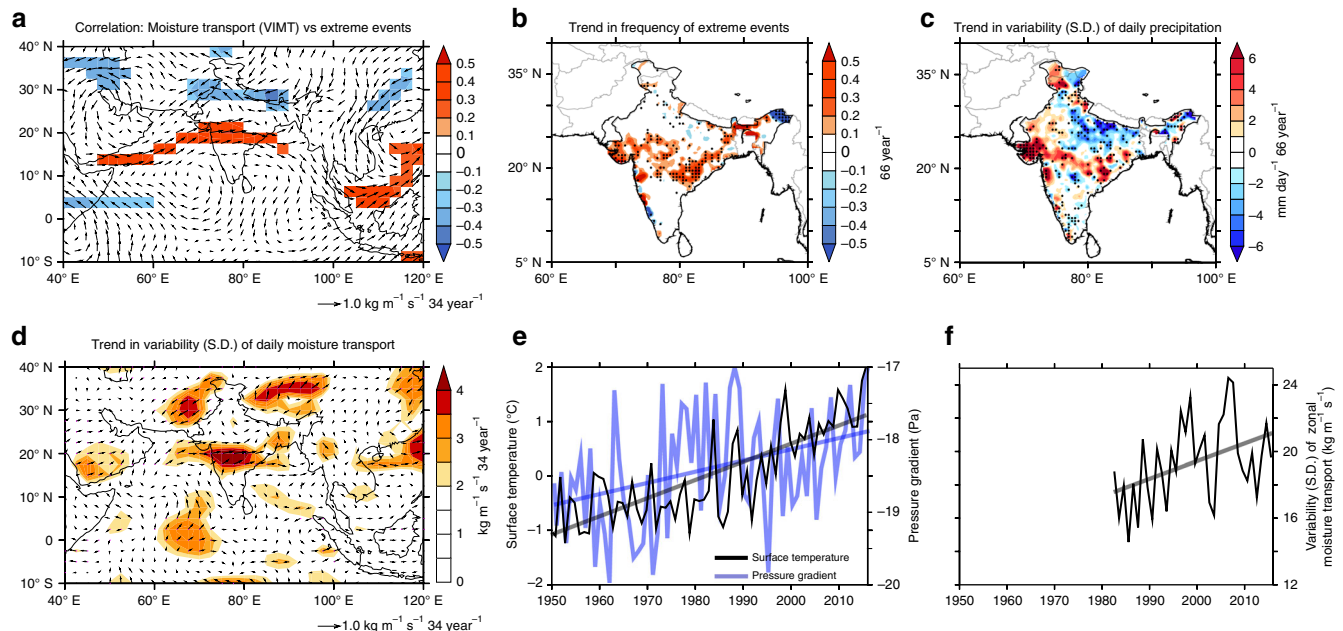 a
Correlation: Moisture transport (VIMT) vs extreme events
40° N
30° N
20° N
10° N
0
10° S
40° E
60° E
80° E
100° E
120° E
0.5
0.4
0.3
0.2
0.1
0
−0.1
−0.2
−0.3
−0.4
−0.5
1.0 kg m⁻¹ s⁻¹ 34 year⁻¹
b
Trend in frequency of extreme events
35° N
20° N
5° N
60° E
80° E
100° E
0.5
0.4
0.3
0.2
0.1
0
−0.1
−0.2
−0.3
−0.4
−0.5
66 year⁻¹
c
Trend in variability (S.D.) of daily precipitation
35° N
20° N
5° N
60° E
80° E
100° E
6
4
2
0
−2
−4
−6
mm day⁻¹ 66 year⁻¹
d
Trend in variability (S.D.) of daily moisture transport
40° N
30° N
20° N
10° N
0
10° S
40° E
60° E
80° E
100° E
120° E
4
3
2
1
0
kg m⁻¹ s⁻¹ 34 year⁻¹
1.0 kg m⁻¹ s⁻¹ 34 year⁻¹
e
Surface temperature (°C)
2
1
0
−1
−2
−17
−18
−19
−20
Pressure gradient (Pa)
Surface temperature
Pressure gradient
1950 1960 1970 1980 1990 2000 2010
f
24
20
16
12
Variability (S.D.) of zonal
moisture transport (kg m⁻¹ s⁻¹)
1950 1960 1970 1980 1990 2000 2010